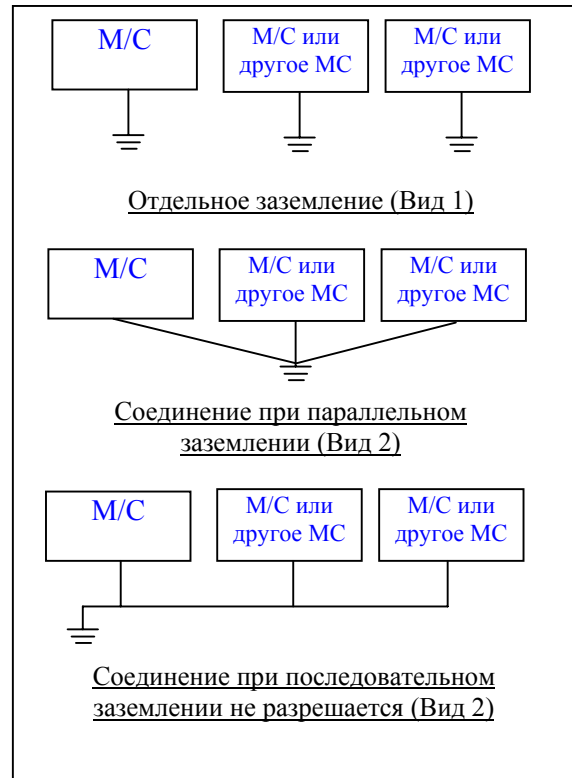 М/С
М/С или
другое МС
М/С или
другое МС
Отдельное заземление (Вид 1)
М/С
М/С или
другое МС
М/С или
другое МС
Соединение при параллельном
заземлении (Вид 2)
М/С
М/С или
другое МС
М/С или
другое МС
Соединение при последовательном
заземлении не разрешается (Вид 2)